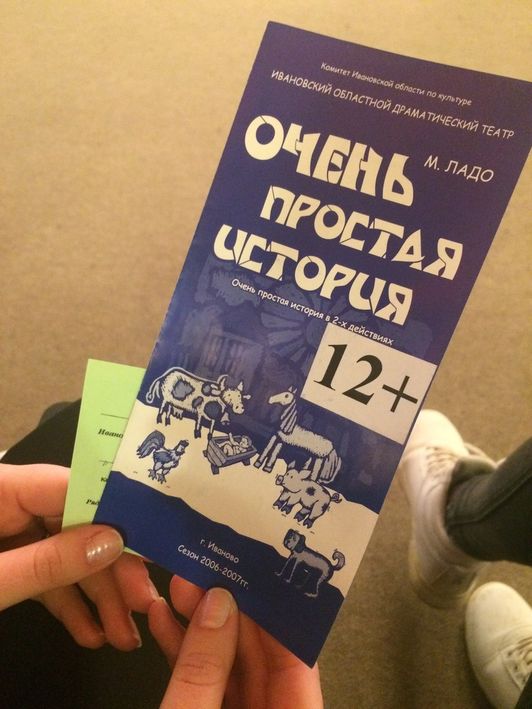 Комитет Ивановской области по культуре
ИВАНОВСКИЙ ОБЛАСТНОЙ ДРАМАТИЧЕСКИЙ ТЕАТР
М. ЛАДО
ОЧЕНЬ
ПРОСТАЯ
ИСТОРИЯ
Очень простая история в 2-х действиях
12+
г. Иваново
Сезон 2006-2007гг.